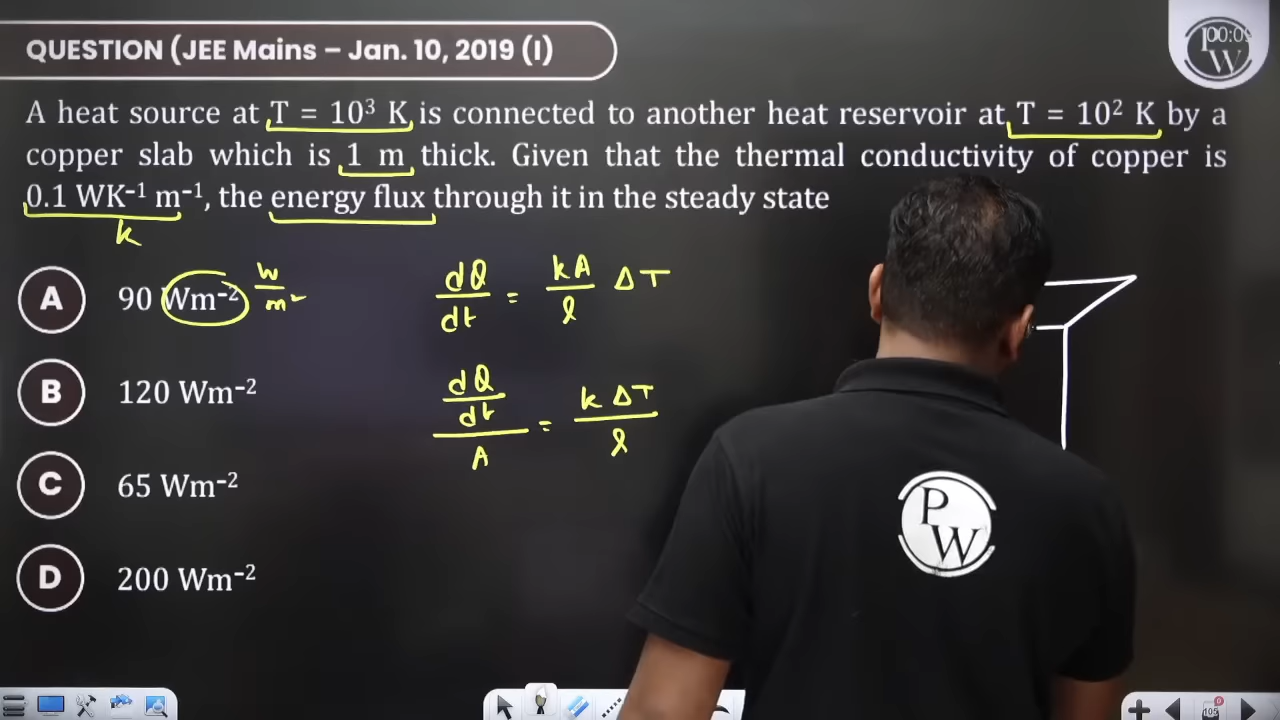 QUESTION (JEE Mains – Jan. 10, 2019 (I)
A heat source at T = 10³ K is connected to another heat reservoir at T = 10² K by a
copper slab which is 1 m thick. Given that the thermal conductivity of copper is
0.1 WK⁻¹ m⁻¹, the energy flux through it in the steady state
k
A 90 Wm⁻² W/m²
B 120 Wm⁻²
C 65 Wm⁻²
D 200 Wm⁻²
dQ/dt = kA/l ΔT
dQ/dt/A = k ΔT/l
PW
PW
105